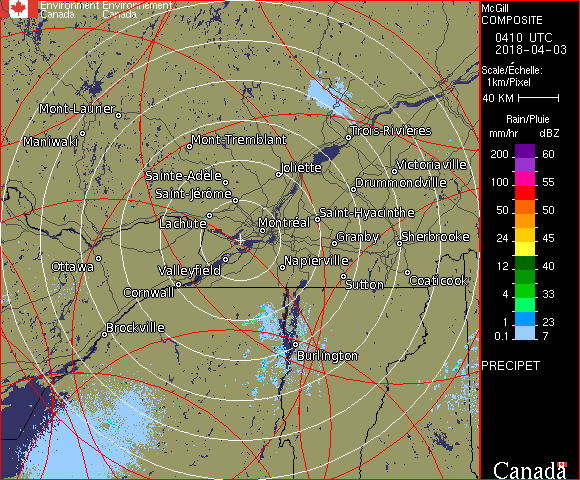 Environment Environnement
Canada Canada
McGill
COMPOSITE
0410 UTC
2018-04-03
Scale/Échelle:
1km/Pixel
40 KM
Rain/Pluie
mm/hr dBZ
200 60
150 55
100 55
50 50
24 45
12 40
4 33
1 23
0.1 7
PRECIPET
Canada
Mont-Laurier
Maniwaki
Mont-Tremblant
Trois-Rivières
Joliette
Victoriaville
Sainte-Adèle
Drummondville
Saint-Jérôme
Saint-Hyacinthe
Lachute
Montréal
Granby
Sherbrooke
Ottawa
Valleyfield
Napierville
Coaticook
Cornwall
Sutton
Brockville
Burlington